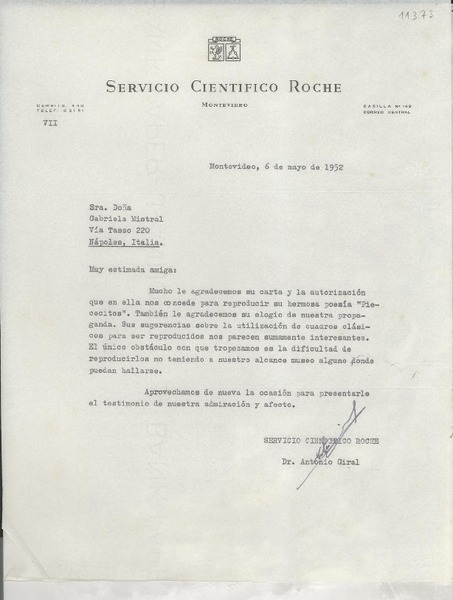 11373
ROCHE
SERVICIO CIENTIFICO ROCHE
MONTEVIDEO
CASILLA Nº 149
CORREO CENTRAL
VII
Montevideo, 6 de mayo de 1952
Sra. Doña
Gabriela Mistral
Vía Tasso 220
Nápoles, Italia.
Muy estimada amiga:
Mucho le agradecemos su carta y la autorización
que en ella nos concede para reproducir su hermosa poesía "Pie-
cecitos". También le agradecemos su elogio de nuestra propa-
ganda. Sus sugerencias sobre la utilización de cuadros clási-
cos para ser reproducidos nos parecen sumamente interesantes.
El único obstáculo con que tropezamos es la dificultad de
reproducirlos no teniendo a nuestro alcance museo alguno donde
puedan hallarse.
Aprovechamos de nueva la ocasión para presentarle
el testimonio de nuestra admiración y afecto.
SERVICIO CIENTIFICO ROCHE
Dr. Antonio Giral